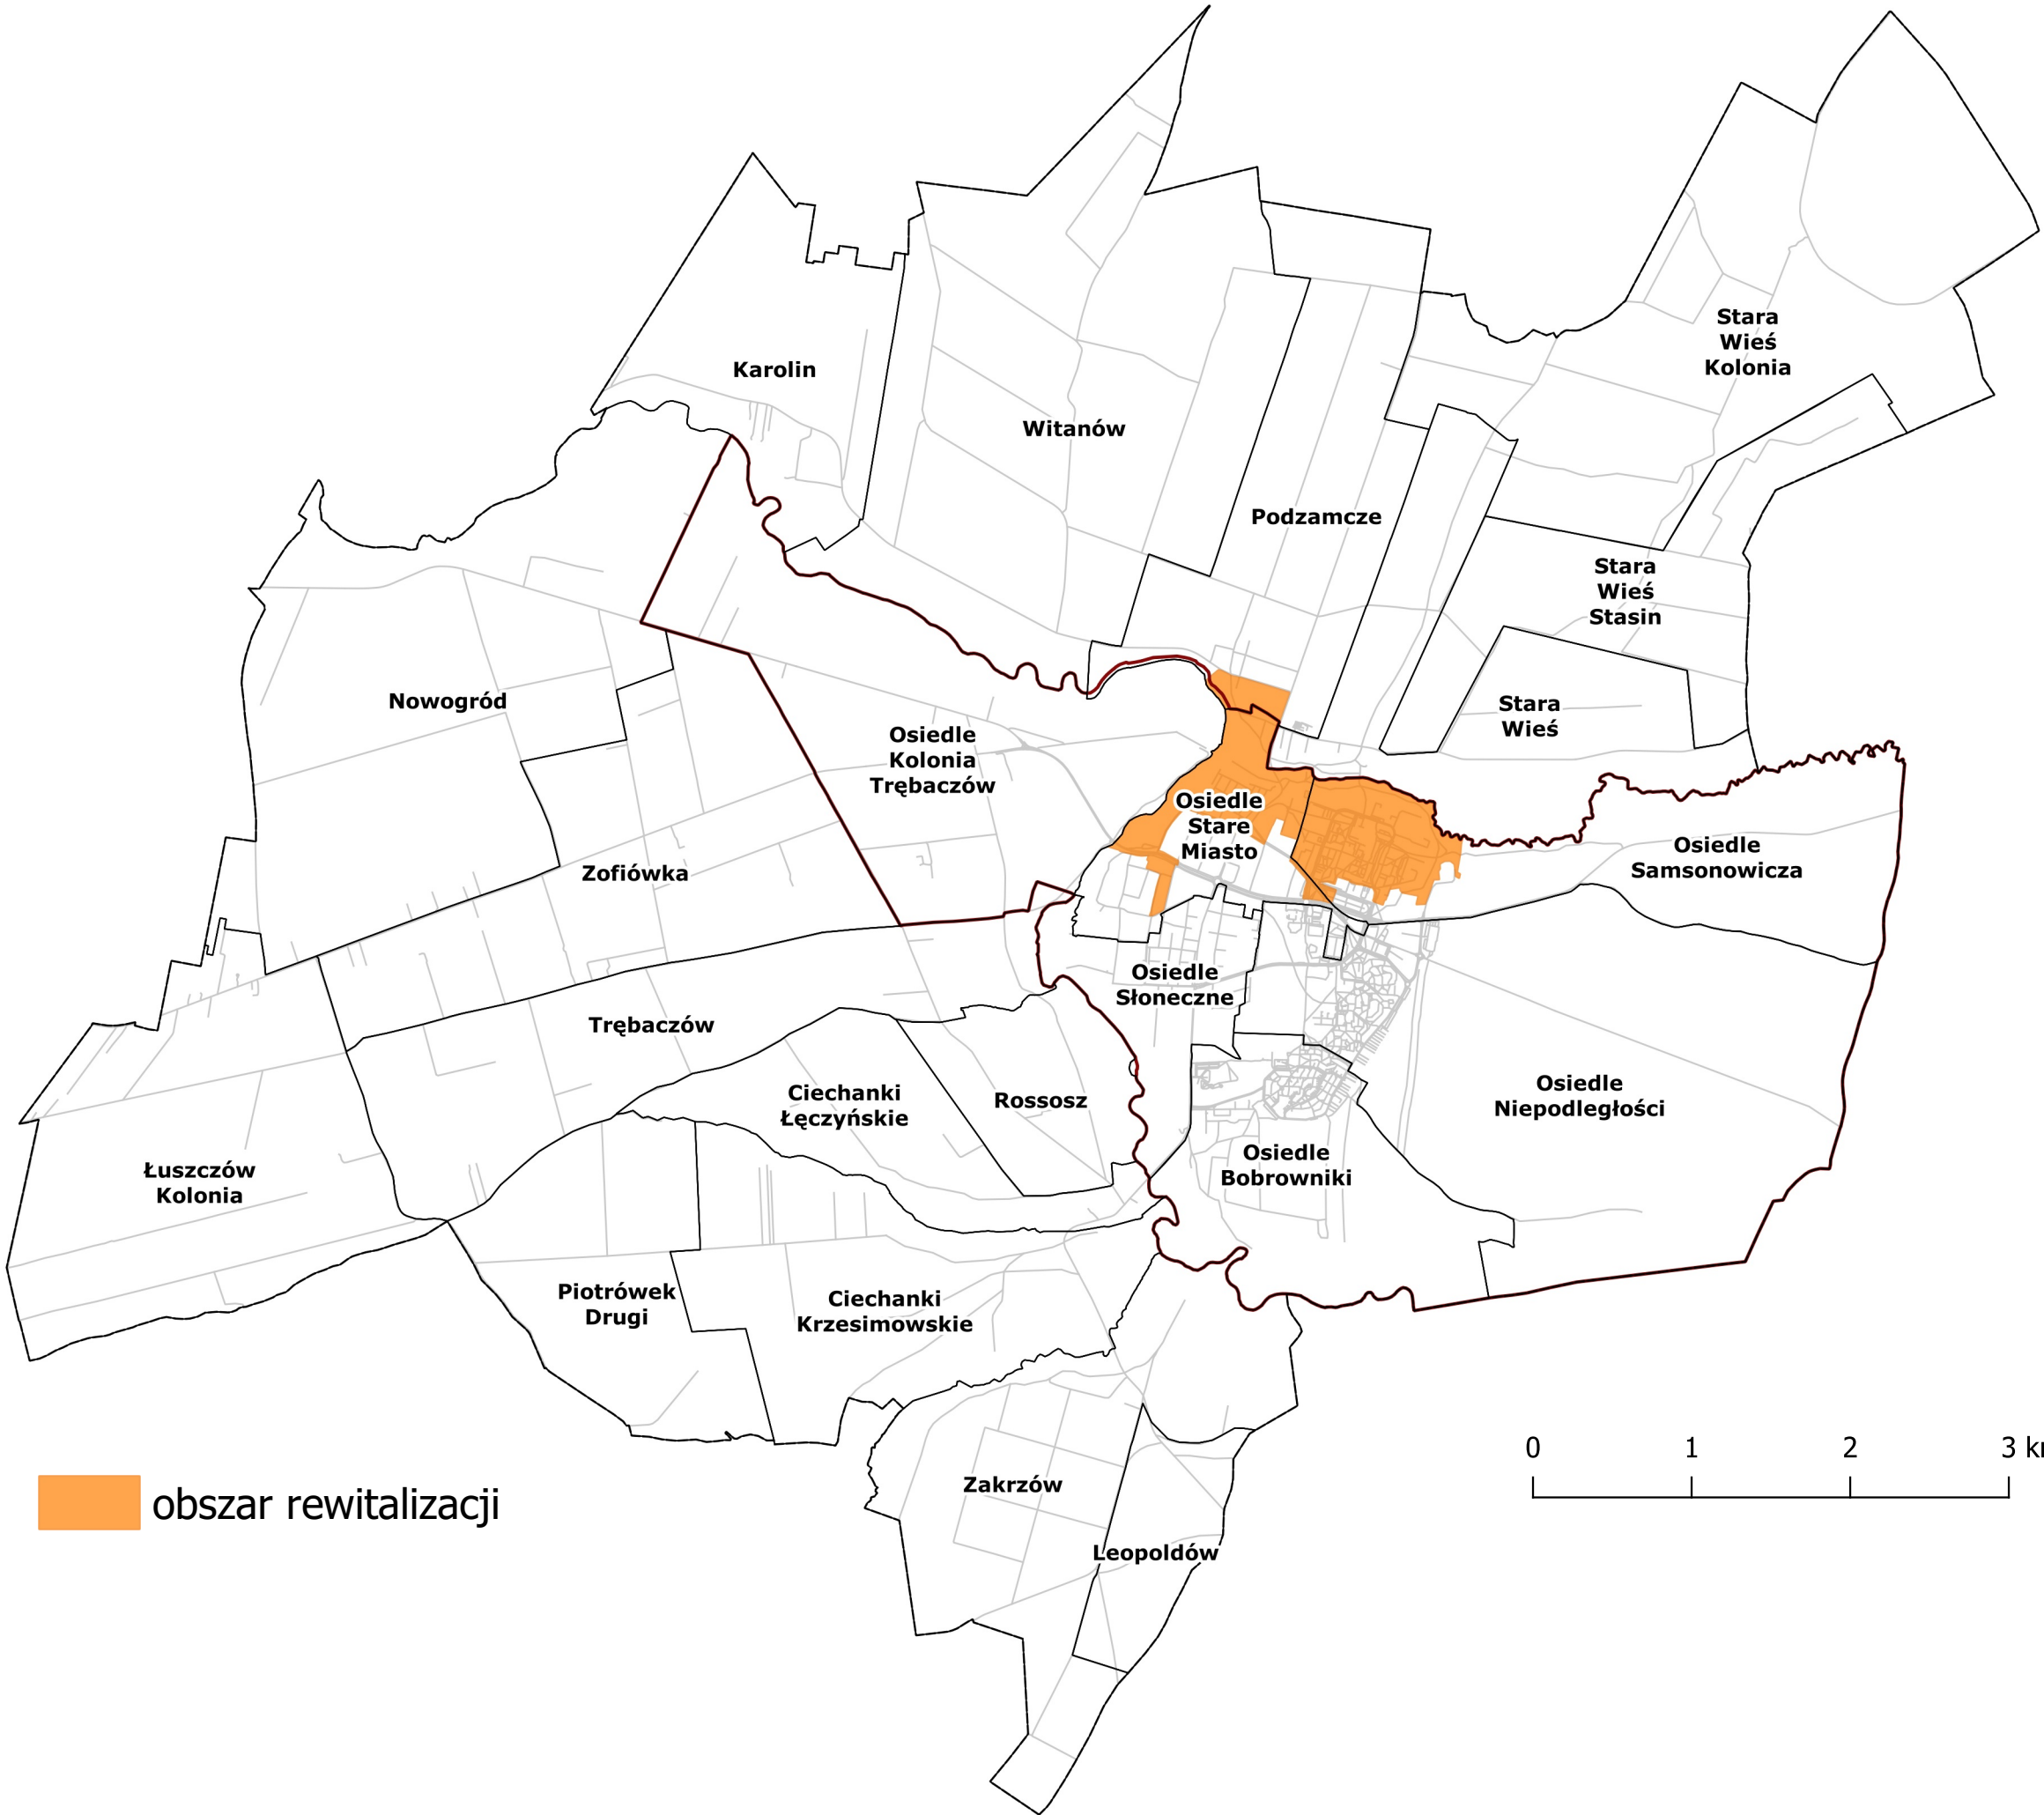 Stara
Wieś
Kolonia
Karolin
Witanów
Podzamcze
Stara
Wieś
Stasin
Nowogród
Stara
Wieś
Osiedle
Kolonia
Trębaczów
Osiedle
Stare
Miasto
Osiedle
Samsonowicza
Zofiówka
Osiedle
Słoneczne
Trębaczów
Ciechanki
Łęczyńskie
Rossosz
Osiedle
Niepodległości
Osiedle
Bobrowniki
Łuszczów
Kolonia
Piotrówek
Drugi
Ciechanki
Krzesimowskie
0 1 2 3 k
Zakrzów
obszar rewitalizacji
Leopoldów